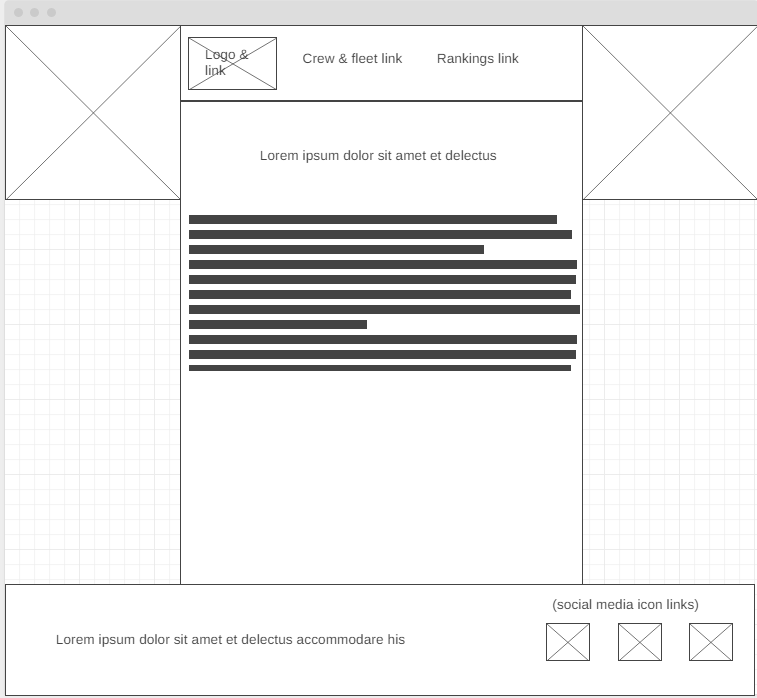 Logo &
link
Crew & fleet link
Rankings link
Lorem ipsum dolor sit amet et delectus
(social media icon links)
Lorem ipsum dolor sit amet et delectus accommodare his